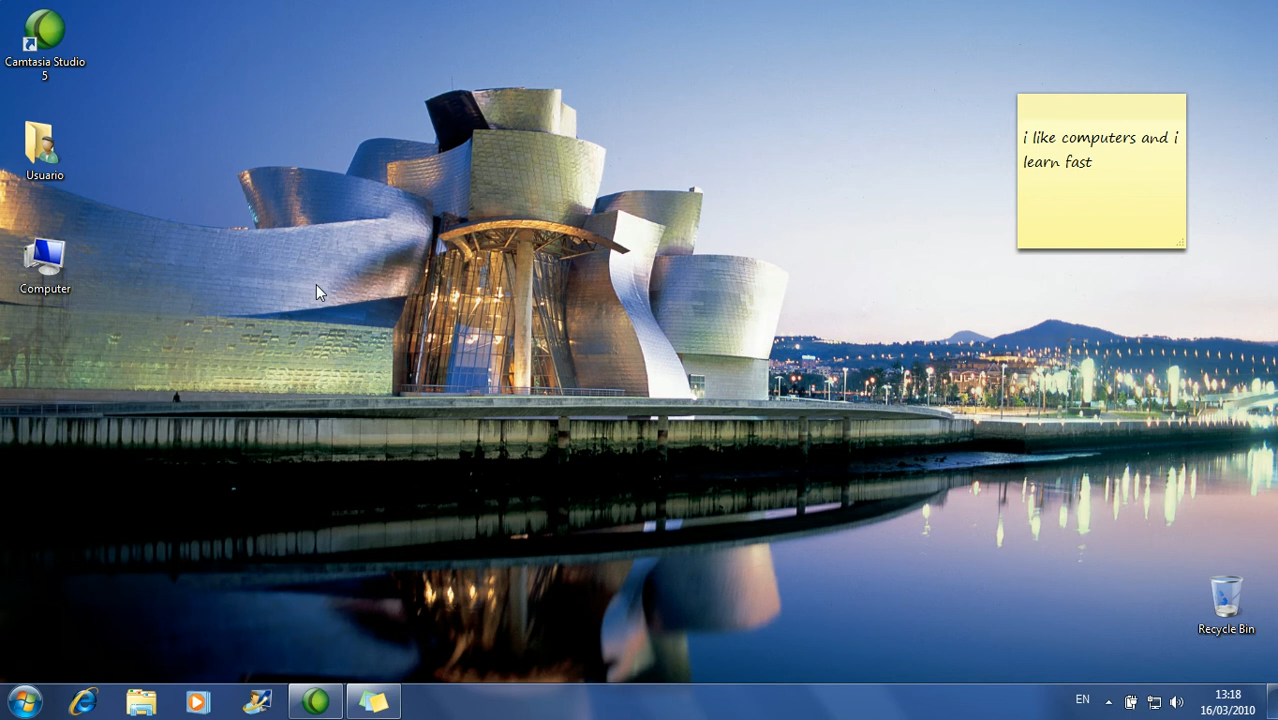 Camtasia Studio
5
Usuario
Computer
i like computers and i
learn fast
Recycle Bin
EN
13:18
16/03/2010